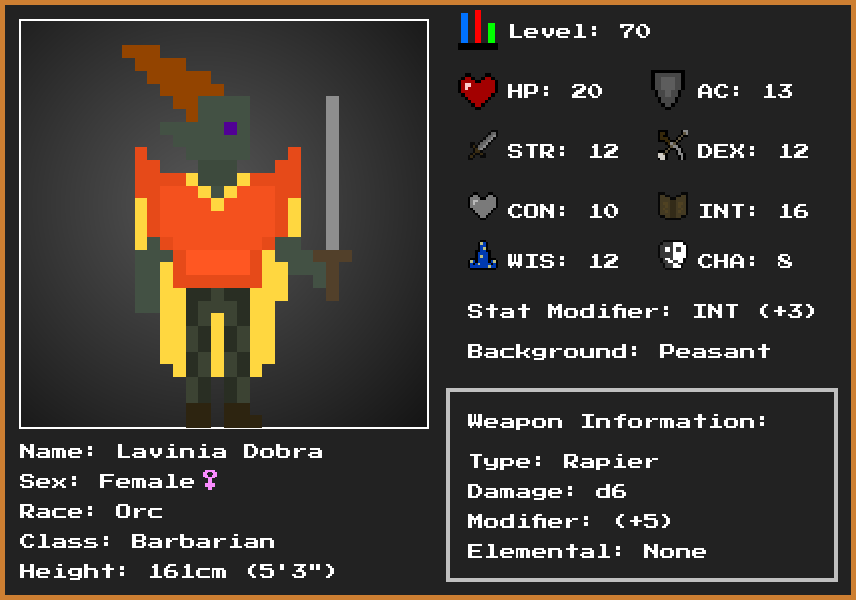 Level: 70
HP: 20 AC: 13
STR: 12 DEX: 12
CON: 10 INT: 16
WIS: 12 CHA: 8
Stat Modifier: INT (+3)
Background: Peasant
Weapon Information:
Type: Rapier
Damage: d6
Modifier: (+5)
Elemental: None
Name: Lavinia Dobra
Sex: Female♀
Race: Orc
Class: Barbarian
Height: 161cm (5'3")